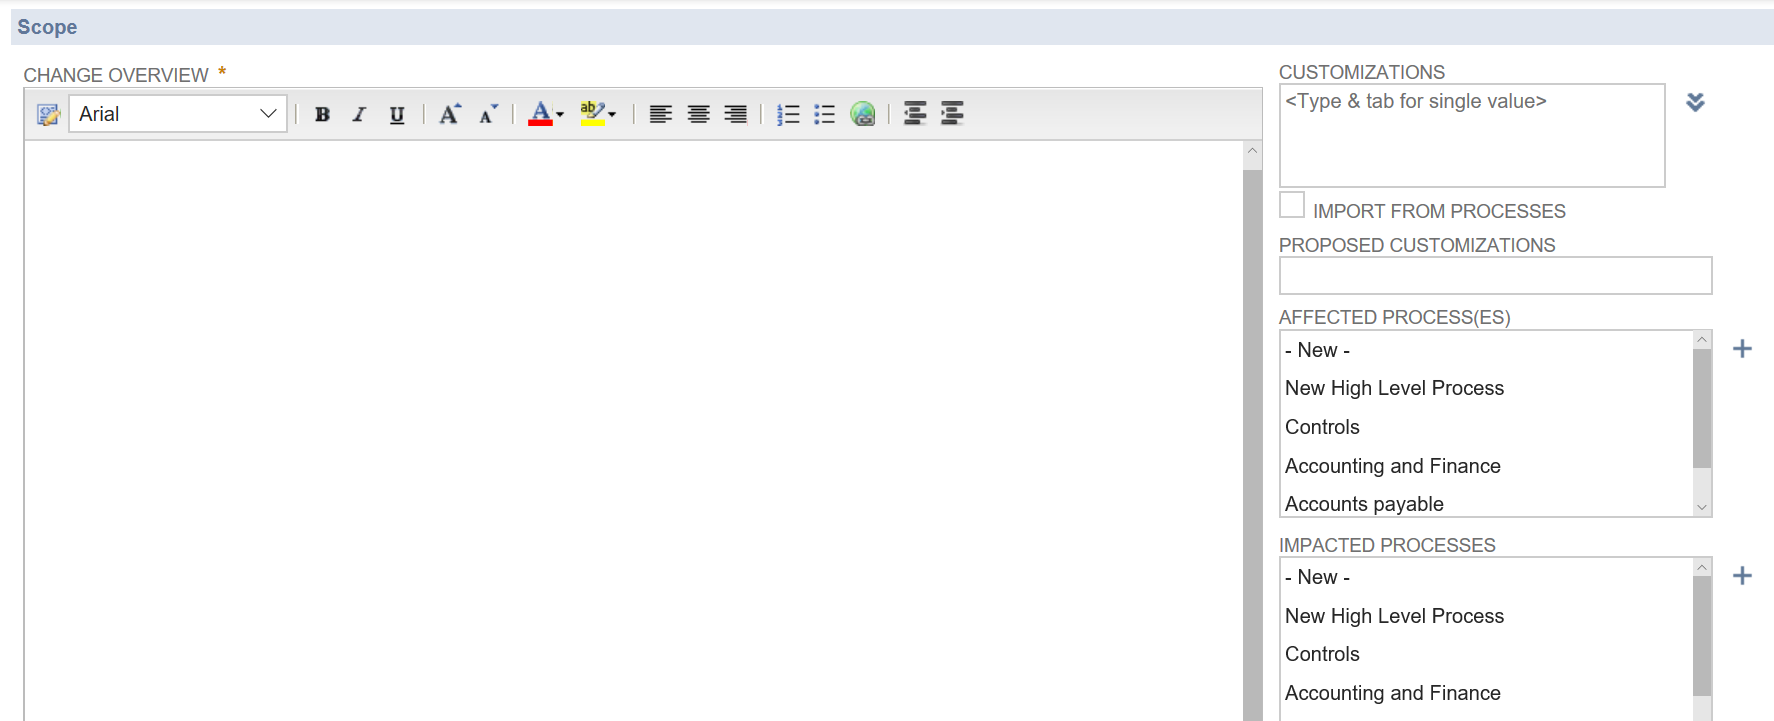 Scope
CHANGE OVERVIEW *
Arial
B I U A A A ab
CUSTOMIZATIONS
<Type & tab for single value>
IMPORT FROM PROCESSES
PROPOSED CUSTOMIZATIONS
AFFECTED PROCESS(ES)
- New -
New High Level Process
Controls
Accounting and Finance
Accounts payable
IMPACTED PROCESSES
- New -
New High Level Process
Controls
Accounting and Finance